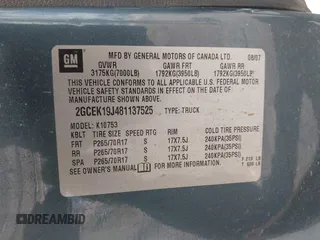 GM
MFD BY GENERAL MOTORS OF CANADA LTD. 08/07
GVWR GAWR FRT GAWR RR
3175KG(7000LB) 1792KG(3950LB) 1792KG(3950LB)
THIS VEHICLE CONFORMS TO ALL APPLICABLE U.S. FEDERAL
MOTOR VEHICLE SAFETY AND THEFT PREVENTION
STANDARDS IN EFFECT ON THE DATE OF
MANUFACTURE SHOWN ABOVE.
2GCEK19J481137525 TYPE: TRUCK
MODEL: K10753
TIRE SIZE SPEED RTG RIM COLD TIRE PRESSURE
FRT P265/70R17 S 17X7.5J 240KPA(35PSI)
RR P265/70R17 S 17X7.5J 240KPA(35PSI)
SPA P265/70R17 S 17X7.5J 240KPA(35PSI)
SEE OWNER'S MANUAL
DREAMBID